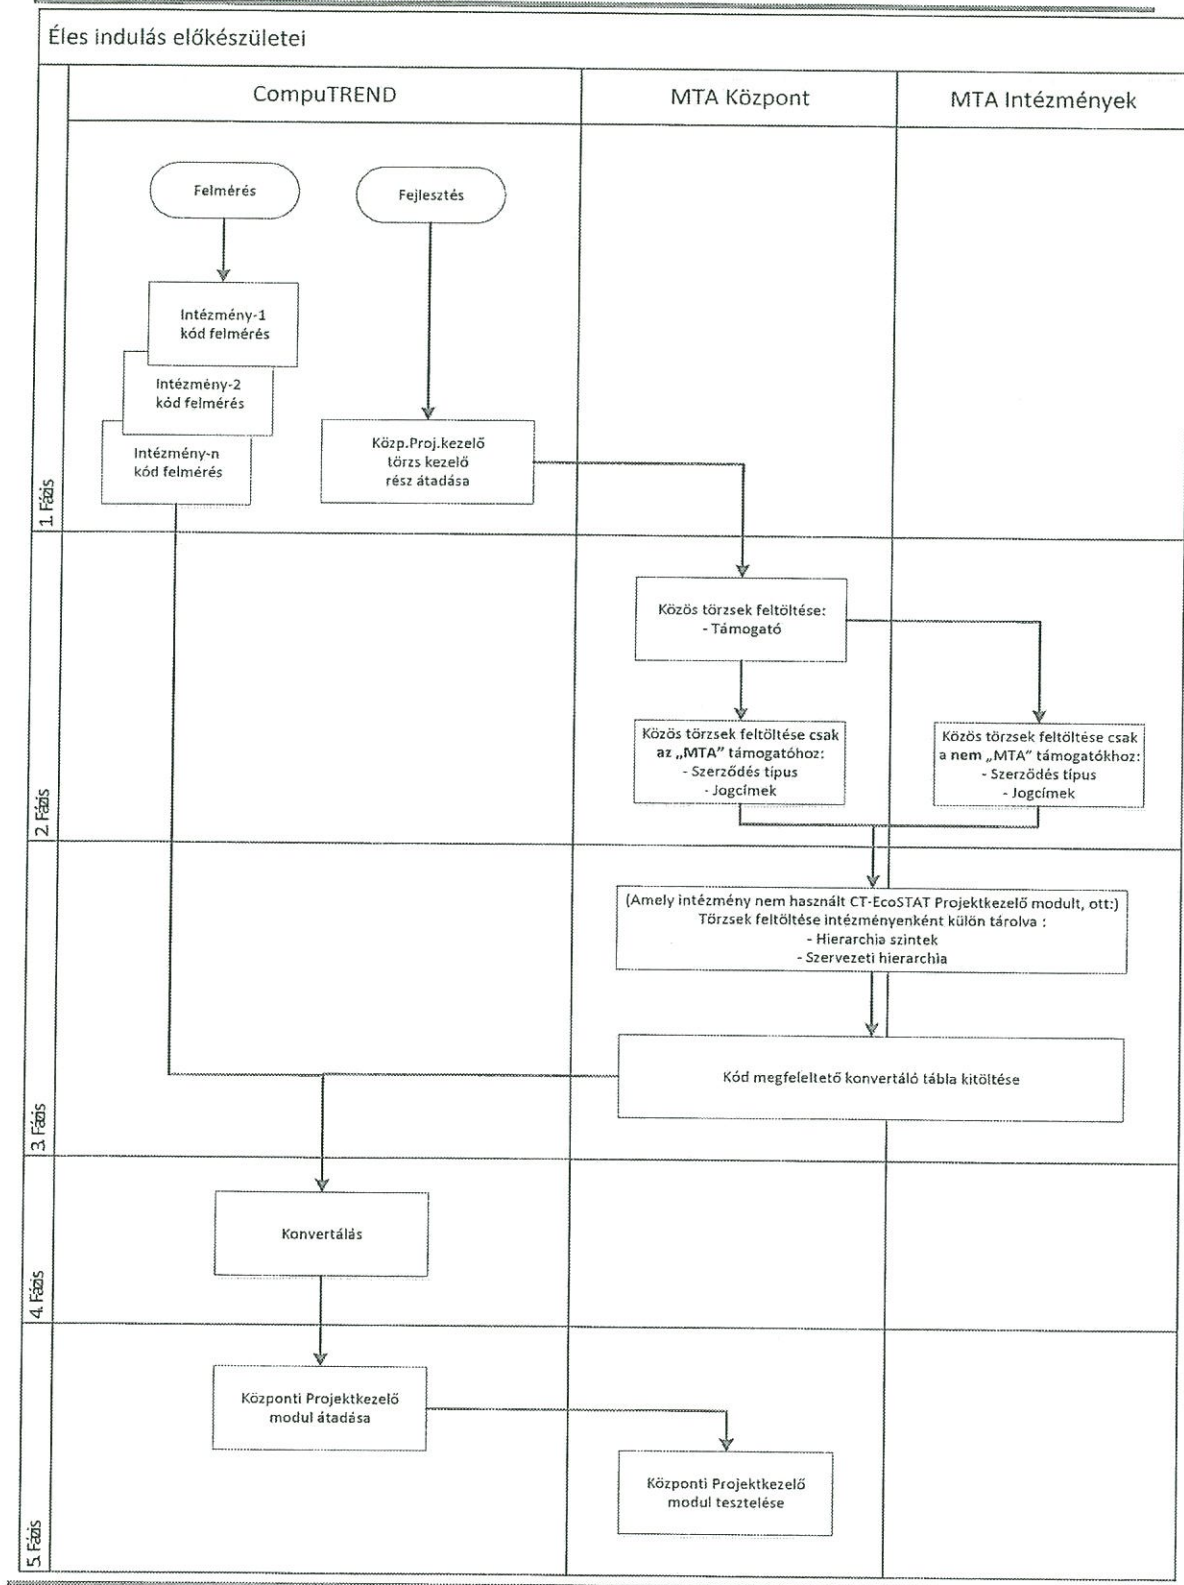 Éles indulás előkészületei
CompuTREND
MTA Központ
MTA Intézmények
1. Fázis
Felmérés
Fejlesztés
Intézmény-1
kód felmérés
Intézmény-2
kód felmérés
Intézmény-n
kód felmérés
Közp.Proj.kezelő
törzs kezelő
rész átadása
2. Fázis
Közös törzsek feltöltése:
- Támogató
Közös törzsek feltöltése csak
az „MTA” támogatóhoz:
- Szerződés típus
- Jogcímek
Közös törzsek feltöltése csak
a nem „MTA” támogatókhoz:
- Szerződés típus
- Jogcímek
3. Fázis
(Amely intézmény nem használt CT-EcoSTAT Projektkezelő modult, ott:)
Törzsek feltöltése intézményenként külön tárolva :
- Hierarchia szintek
- Szervezeti hierarchia
Kód megfeleltető konvertáló tábla kitöltése
4. Fázis
Konvertálás
5. Fázis
Központi Projektkezelő
modul átadása
Központi Projektkezelő
modul tesztelése